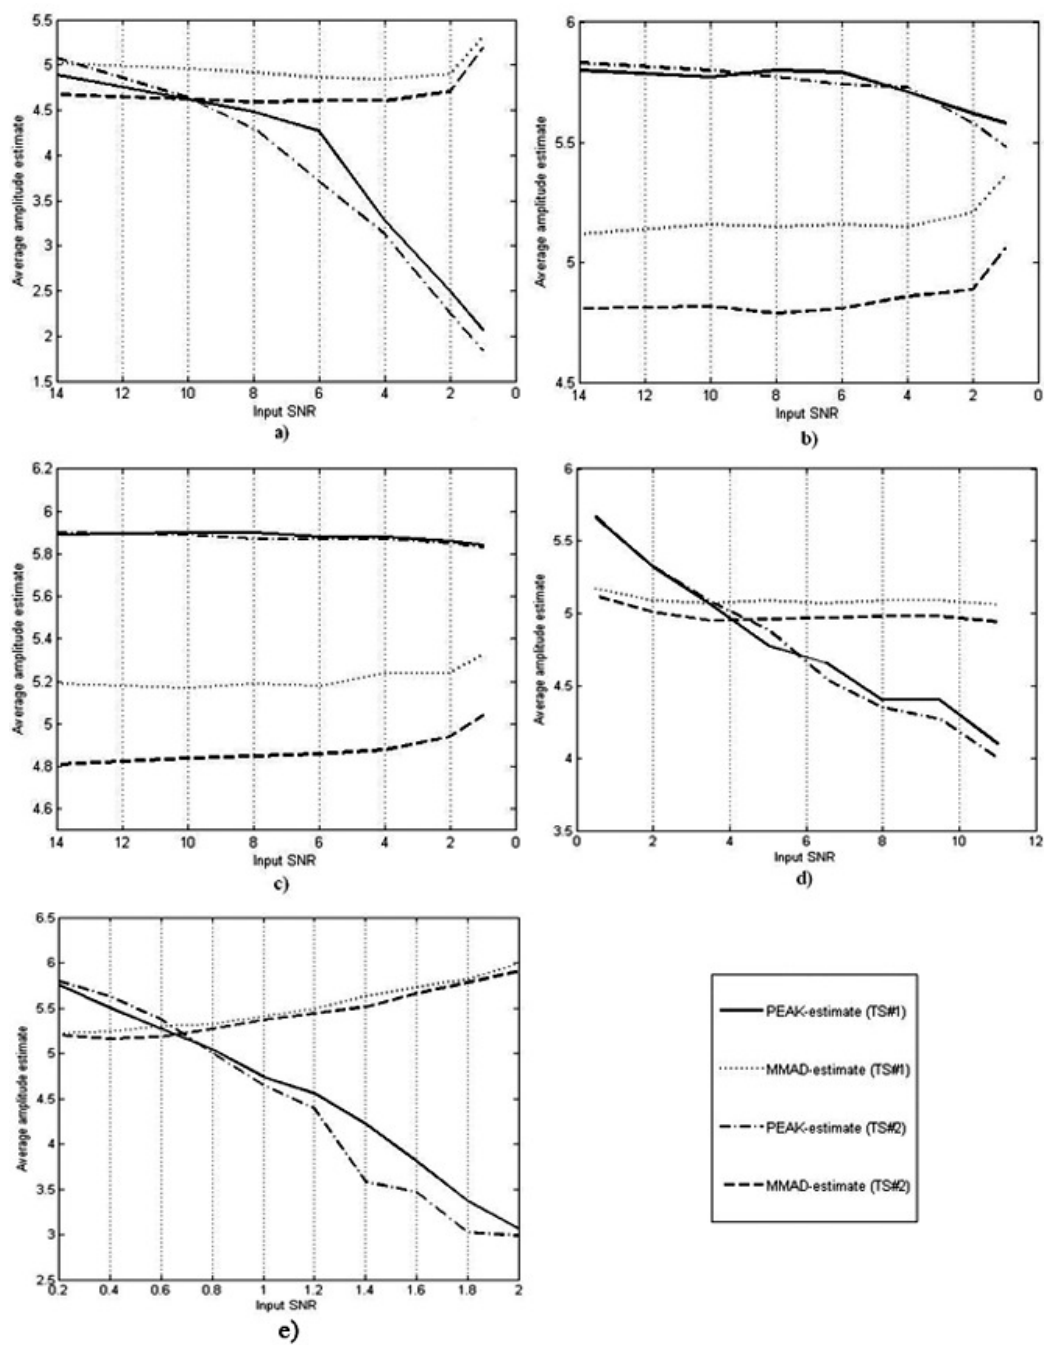 5.5
5
4.5
4
3.5
3
2.5
2
1.5
Average amplitude estimate
14 12 10 8 6 4 2 0
Input SNR
a)
6
5.5
5
4.5
Average amplitude estimate
14 12 10 8 6 4 2 0
Input SNR
b)
6.2
6
5.8
5.6
5.4
5.2
5
4.8
4.6
Average amplitude estimate
14 12 10 8 6 4 2 0
Input SNR
c)
6
5.5
5
4.5
4
3.5
Average amplitude estimate
0 2 4 6 8 10 12
Input SNR
d)
6.5
6
5.5
5
4.5
4
3.5
3
2.5
Average amplitude estimate
0.2 0.4 0.6 0.8 1 1.2 1.4 1.6 1.8 2
Input SNR
e)
PEAK-estimate (TS#1)
MMAD-estimate (TS#1)
PEAK-estimate (TS#2)
MMAD-estimate (TS#2)